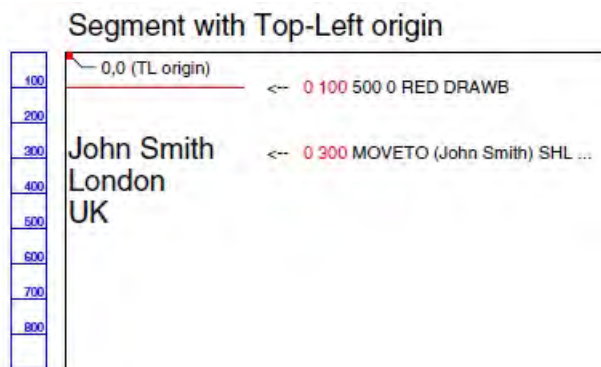 Segment with Top-Left origin
0,0 (TL origin)
100
<-- 0 100 500 0 RED DRAWB
200
300
John Smith
<-- 0 300 MOVETO (John Smith) SHL ...
London
400
UK
500
600
700
800